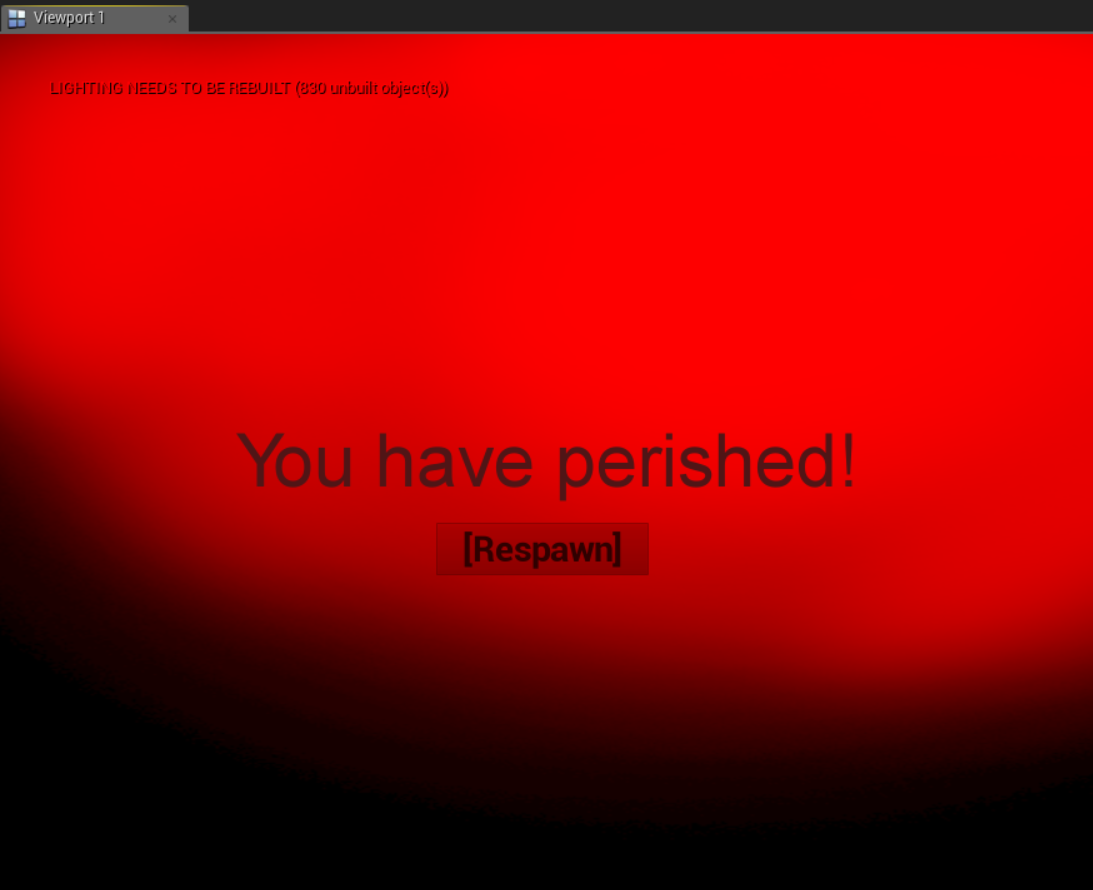 Viewport 1
LIGHTING NEEDS TO BE REBUILT (830 unbuilt object(s))
You have perished!
[Respawn]